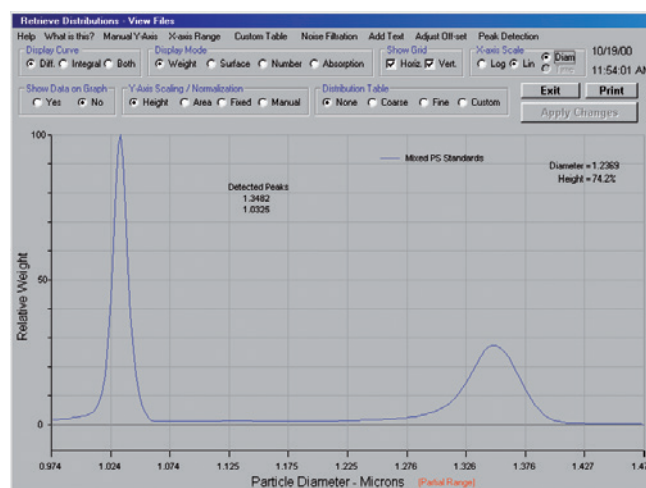 Retrieve Distributions - View Files
Help What is this? Manual Y-Axis X-axis Range Custom Table Noise Filtration Add Text Adjust Off-set Peak Detection
Display Curve Display Mode Show Grid X-axis Scale
Diff. Integral Both Weight Surface Number Absorption Horiz. Vert. Log Lin Diam
10/19/00
11:54:01 AM
Show Data on Graph Y-Axis Scaling / Normalization Distribution Table
Yes No Height Area Fixed Manual None Coarse Fine Custom
Exit Print
Apply Changes
100
50
0
Relative Weight
Mixed PS Standards
Diameter = 1.2369
Height = 74.2%
Detected Peaks
1.3482
1.0325
0.974 1.024 1.074 1.125 1.175 1.225 1.276 1.326 1.376 1.427 1.47
Particle Diameter - Microns (Partial Range)